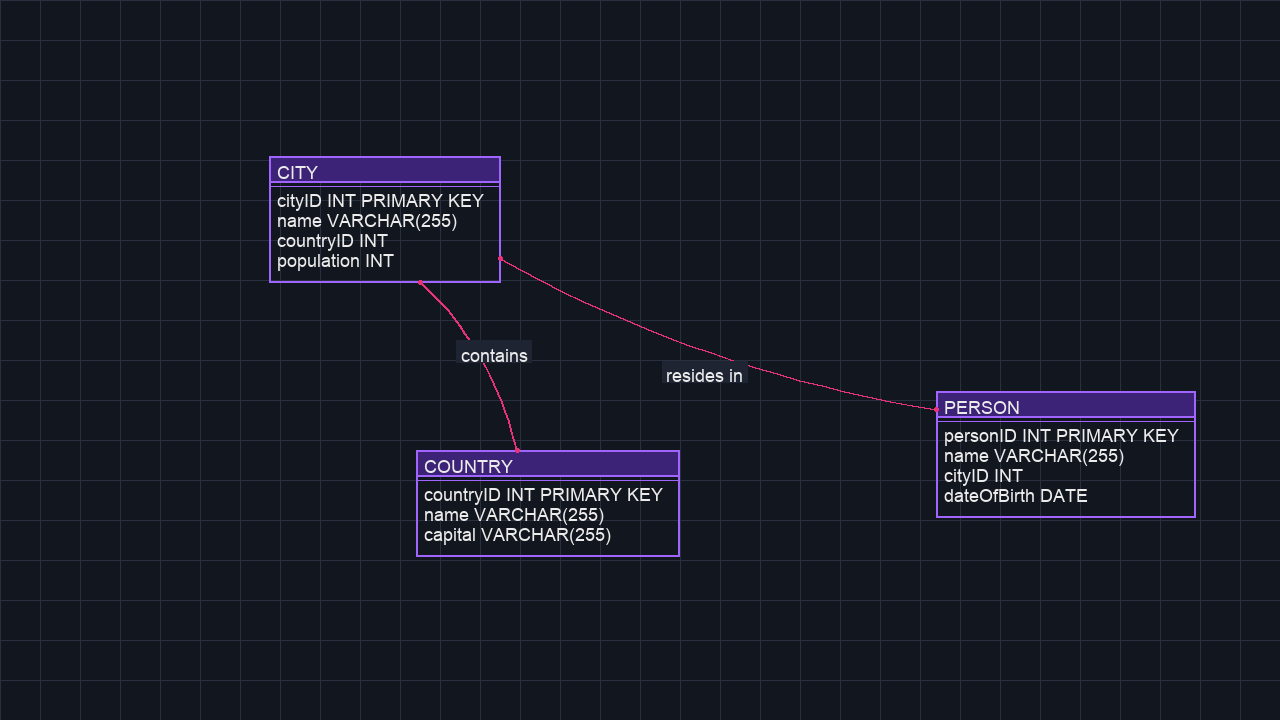 CITY
cityID INT PRIMARY KEY
name VARCHAR(255)
countryID INT
population INT
contains
resides in
PERSON
personID INT PRIMARY KEY
name VARCHAR(255)
cityID INT
dateOfBirth DATE
COUNTRY
countryID INT PRIMARY KEY
name VARCHAR(255)
capital VARCHAR(255)